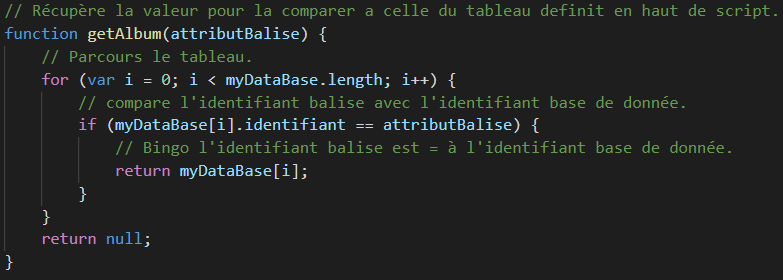 // Récupère la valeur pour la comparer a celle du tableau definit en haut de script.
function getAlbum(attributBalise) {
// Parcours le tableau.
for (var i = 0; i < myDataBase.length; i++) {
// compare l'identifiant balise avec l'identifiant base de donnée.
if (myDataBase[i].identifiant == attributBalise) {
// Bingo l'identifiant balise est = à l'identifiant base de donnée.
return myDataBase[i];
}
}
return null;
}